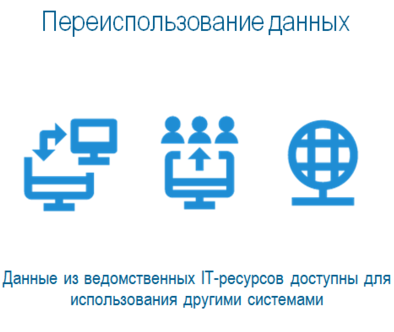 Переиспользование данных
Данные из ведомственных IT-ресурсов доступны для
использования другими системами